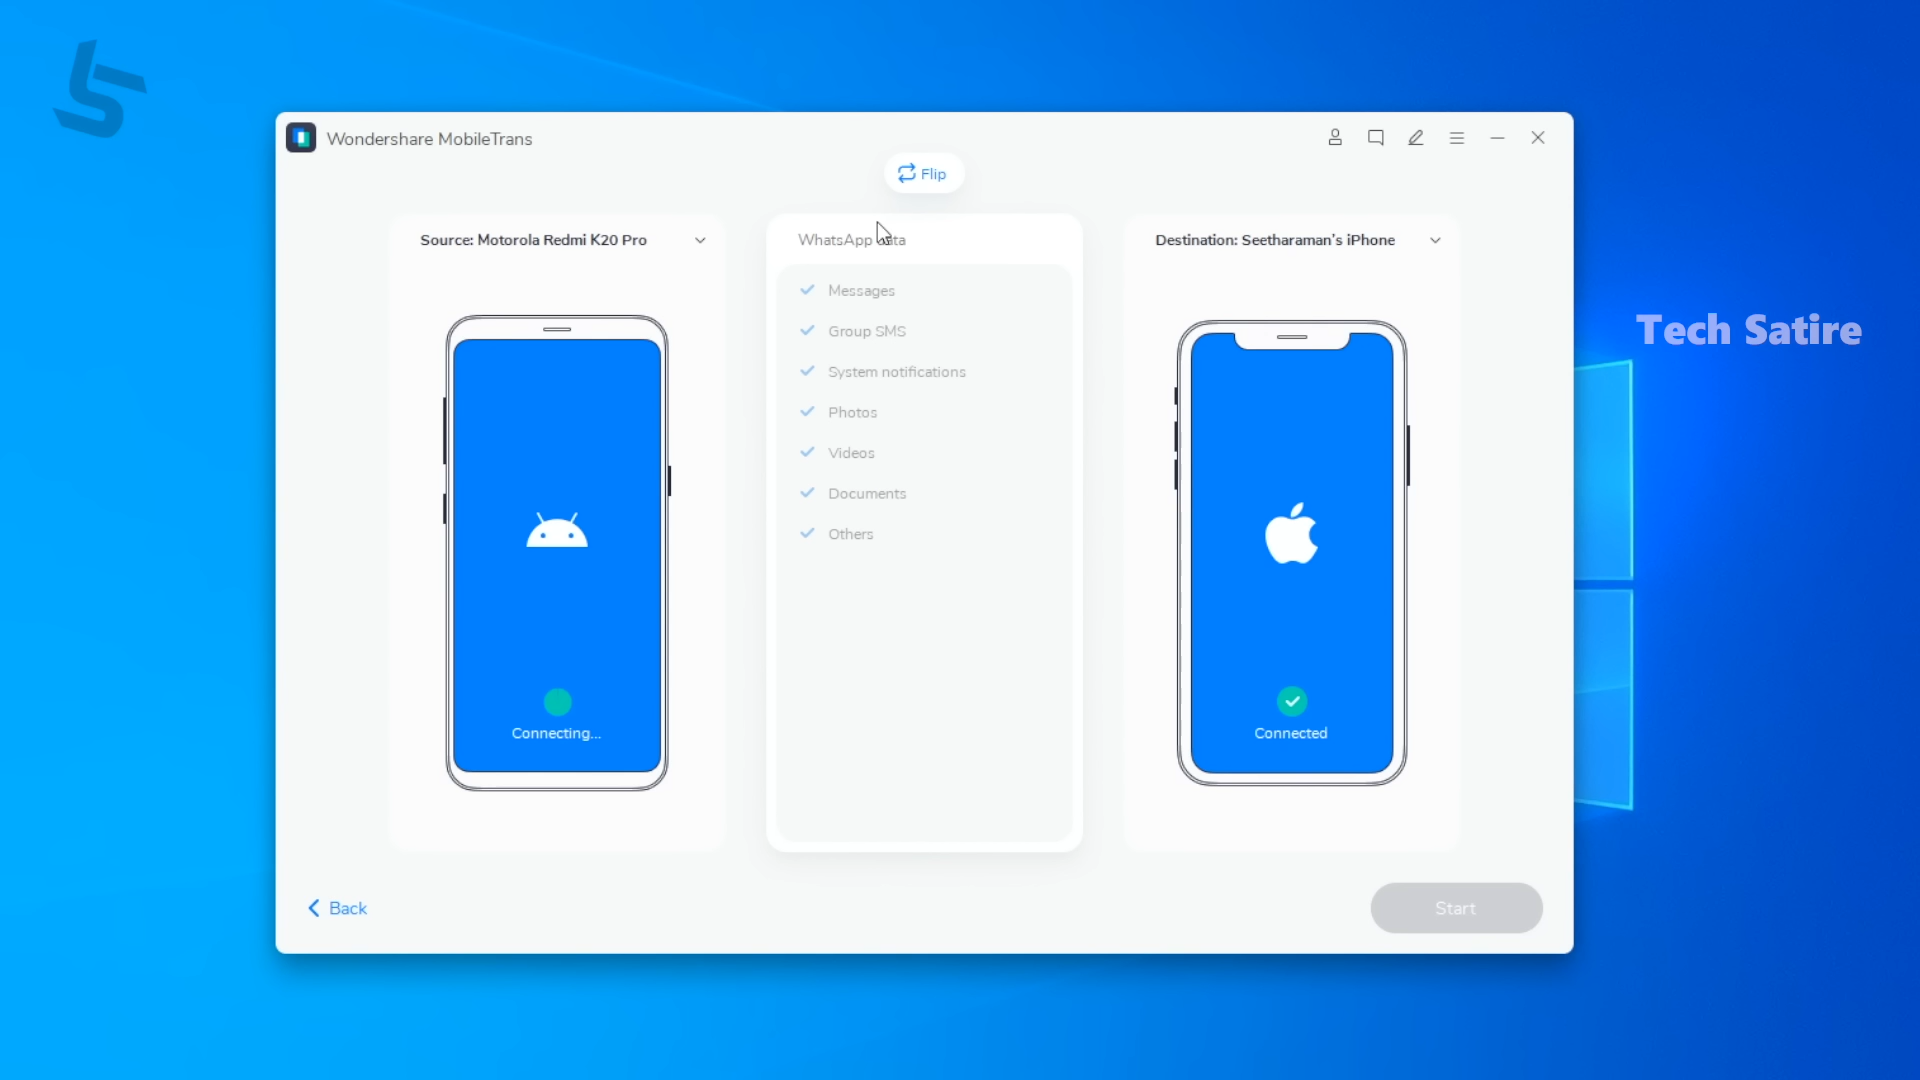 Wondershare MobileTrans
Flip
Source: Motorola Redmi K20 Pro
WhatsApp
Destination: Seetharaman's iPhone
Messages
Group SMS
System notifications
Photos
Videos
Documents
Others
Tech Satire
Connecting...
Connected
Back
Start